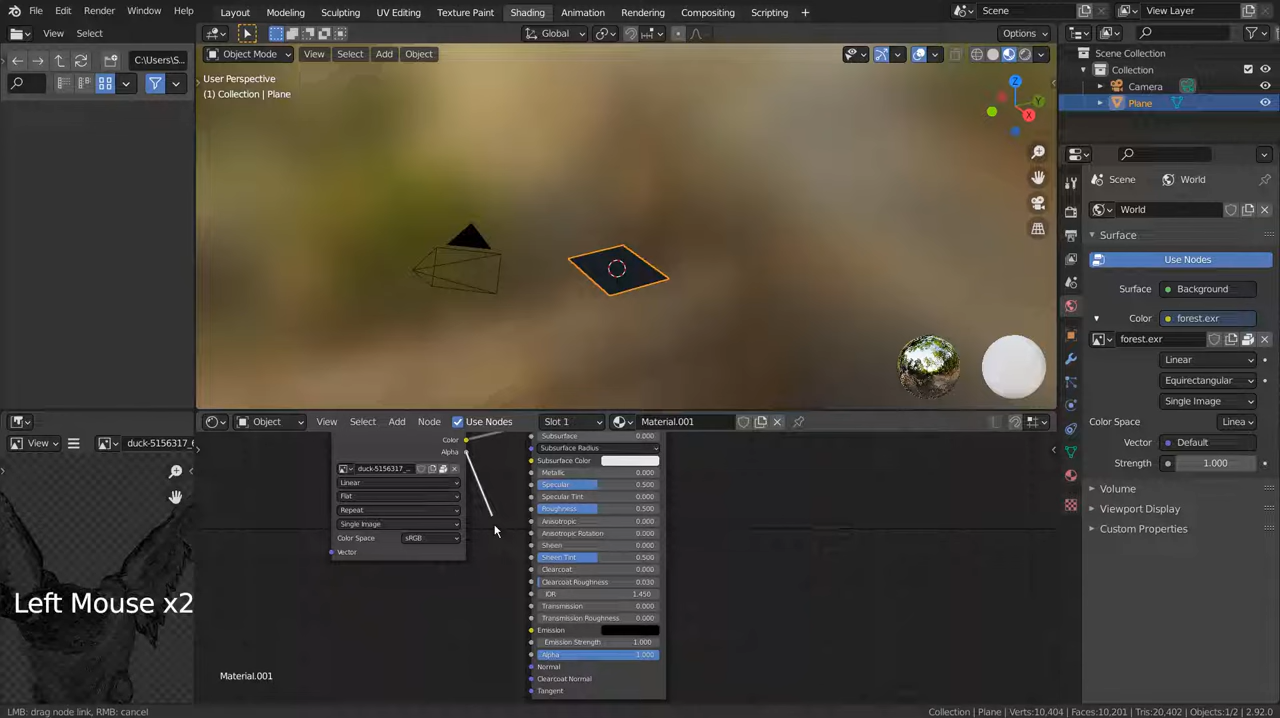 File Edit Render Window Help Layout Modeling Sculpting UV Editing Texture Paint Shading Animation Rendering Compositing Scripting + Scene View Layer
View Select Global Options
C:\Users\S...
Object Mode View Select Add Object
User Perspective
(1) Collection | Plane
Z
Y
X
Scene Collection
Collection
Camera
Plane
Scene World
World
Surface
Use Nodes
Surface Background
Color forest.exr
forest.exr
Linear
Equirectangular
Single Image
Color Space Linea
Vector Default
Strength 1.000
Volume
Viewport Display
Custom Properties
Object View Select Add Node Use Nodes Slot 1 Material.001
View duck-5156317_6
Color
Alpha
duck-5156317_...
Linear
Flat
Repeat
Single Image
Color Space sRGB
Vector
Subsurface 0.000
Subsurface Radius
Subsurface Color
Metallic 0.000
Specular 0.500
Specular Tint 0.000
Roughness 0.500
Anisotropic 0.000
Anisotropic Rotation 0.000
Sheen 0.000
Sheen Tint 0.500
Clearcoat 0.000
Clearcoat Roughness 0.030
IOR 1.450
Transmission 0.000
Transmission Roughness 0.000
Emission
Emission Strength 1.000
Alpha 1.000
Normal
Clearcoat Normal
Tangent
Left Mouse x2
Material.001
LMB: drag node link, RMB: cancel
Collection | Plane | Verts:10,404 | Faces:10,201 | Tris:20,402 | Objects:1/2 | 2.92.0